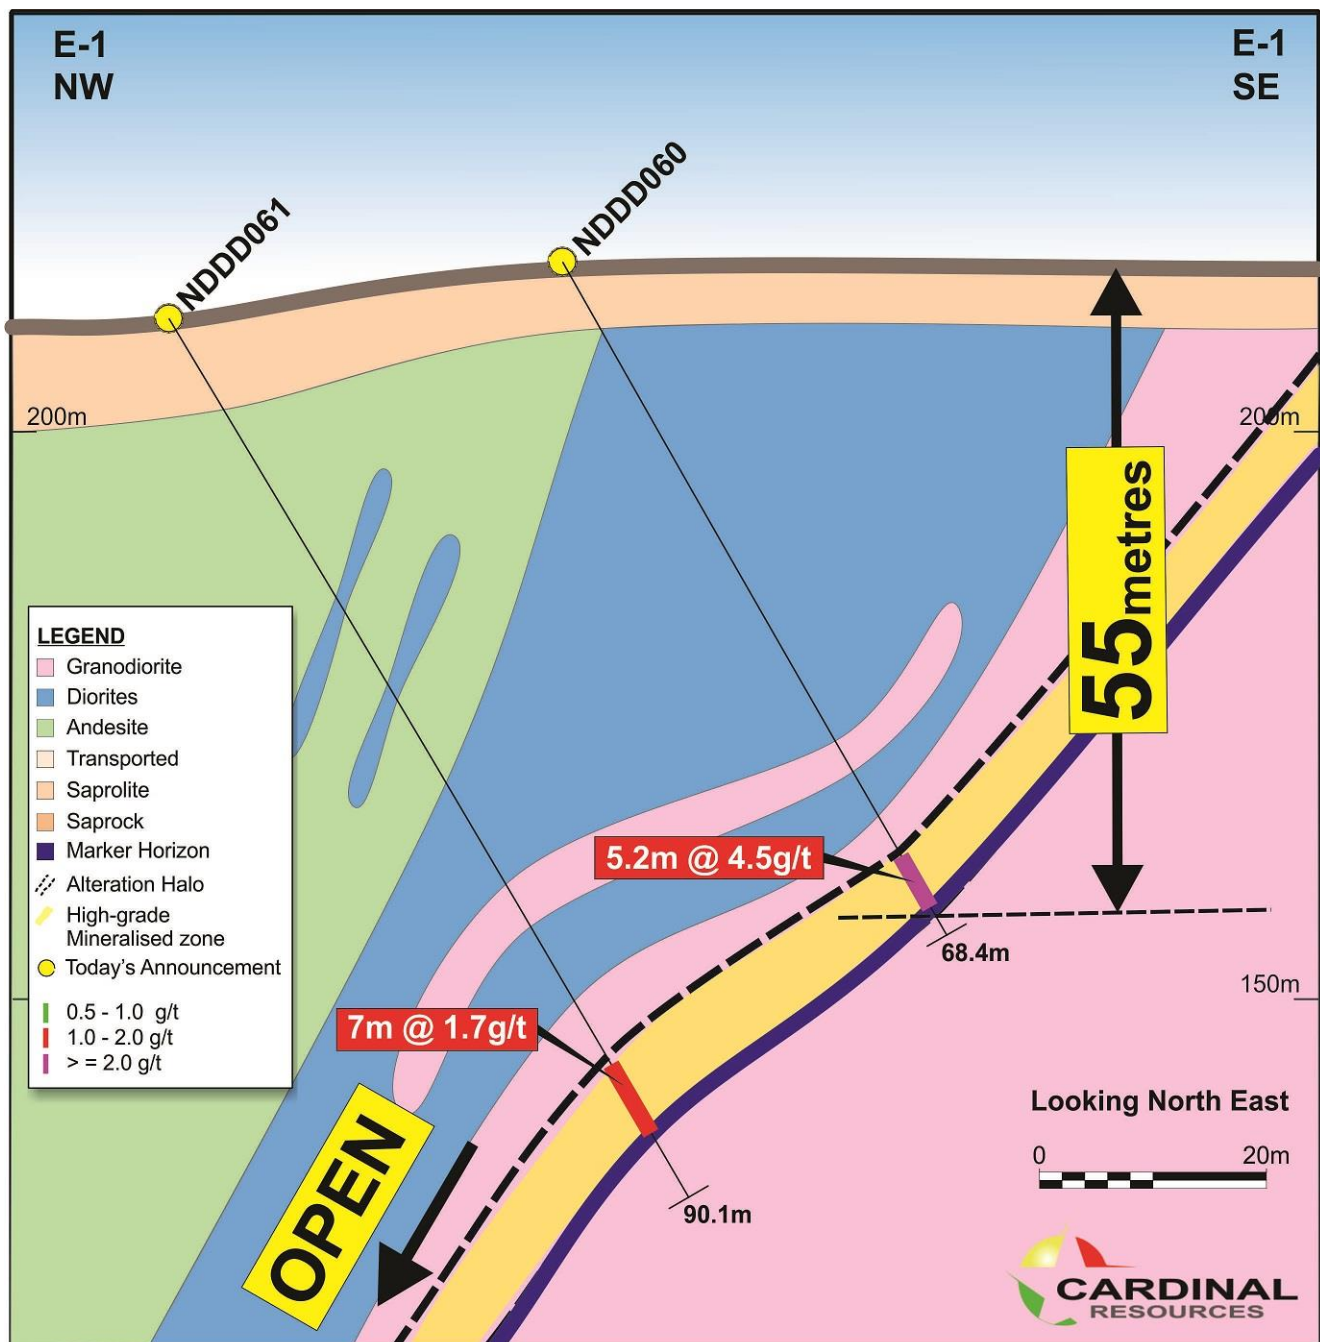 E-1
NW
E-1
SE
NDDD061
NDDD060
200m
200m
55metres
LEGEND
Granodiorite
Diorites
Andesite
Transported
Saprolite
Saprock
Marker Horizon
Alteration Halo
High-grade
Mineralised zone
Today's Announcement
0.5 - 1.0 g/t
1.0 - 2.0 g/t
> = 2.0 g/t
5.2m @ 4.5g/t
68.4m
150m
7m @ 1.7g/t
90.1m
OPEN
Looking North East
0 20m
CARDINAL
RESOURCES